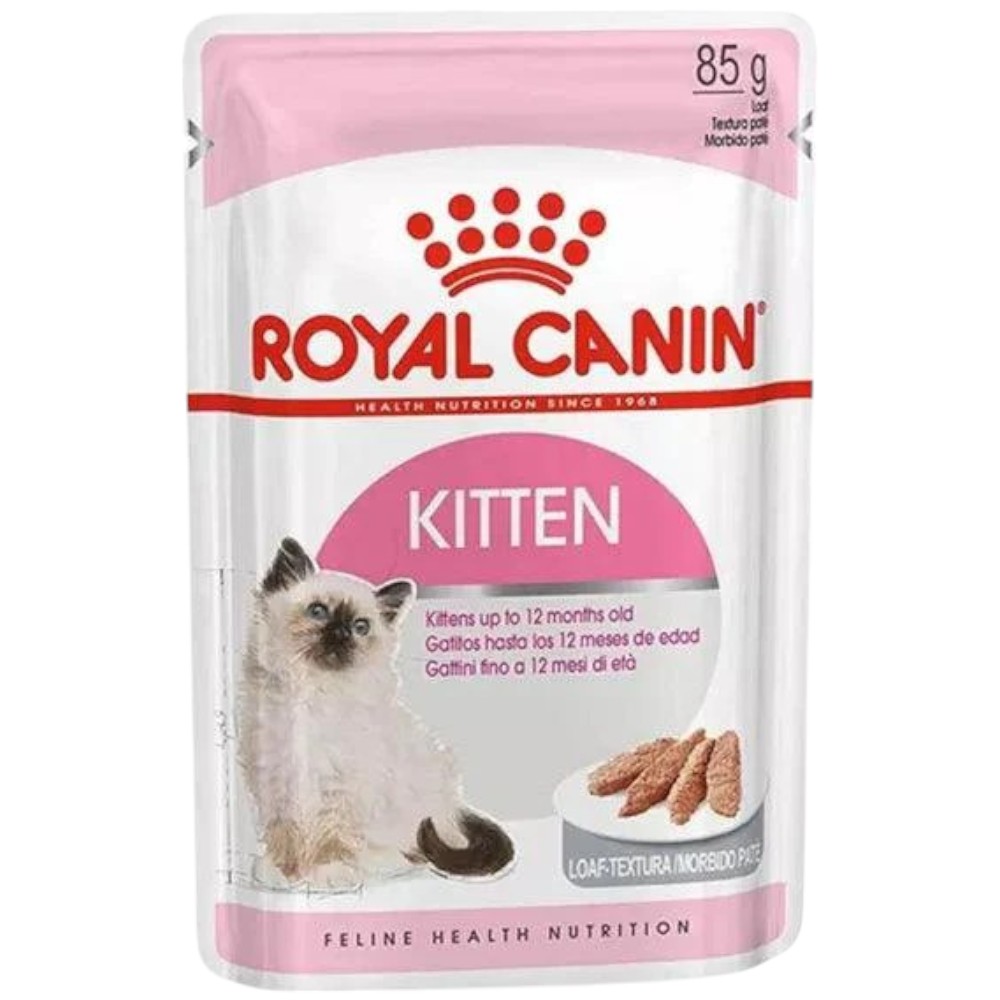 85 g
Loaf
Textura paté
Morbido paté
ROYAL CANIN®
HEALTH NUTRITION SINCE 1968
KITTEN
Kittens up to 12 months old
Gatitos hasta los 12 meses de edad
Gattini fino a 12 mesi di età
LOAF-TEXTURA/MORBIDO PATÉ
FELINE HEALTH NUTRITION